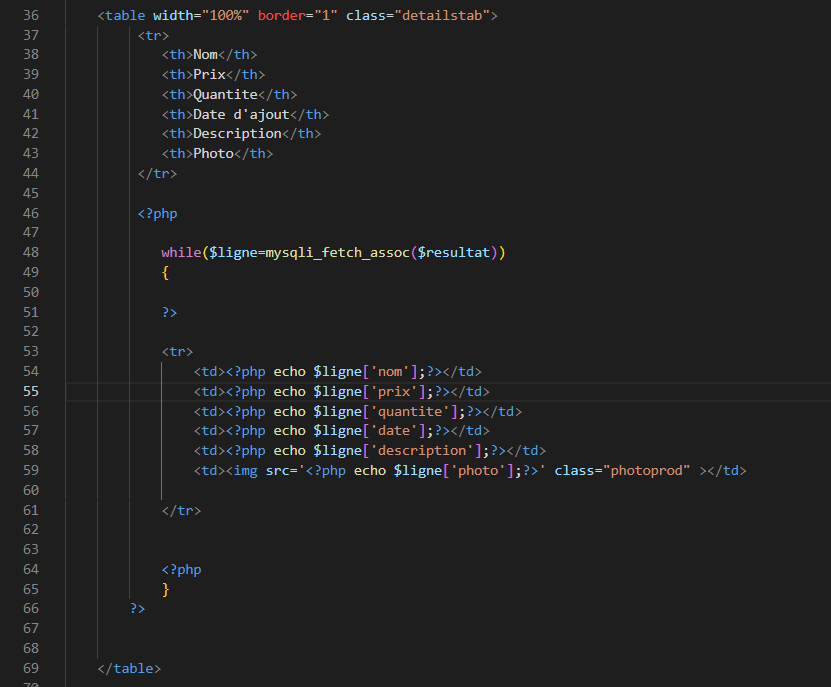 36 <table width="100%" border="1" class="detailstab">
37 <tr>
38 <th>Nom</th>
39 <th>Prix</th>
40 <th>Quantite</th>
41 <th>Date d'ajout</th>
42 <th>Description</th>
43 <th>Photo</th>
44 </tr>
45
46 <?php
47
48 while($ligne=mysqli_fetch_assoc($resultat))
49 {
50
51 ?>
52
53 <tr>
54 <td><?php echo $ligne['nom'];?></td>
55 <td><?php echo $ligne['prix'];?></td>
56 <td><?php echo $ligne['quantite'];?></td>
57 <td><?php echo $ligne['date'];?></td>
58 <td><?php echo $ligne['description'];?></td>
59 <td><img src='<?php echo $ligne['photo'];?>' class="photoprod" ></td>
60
61 </tr>
62
63
64 <?php
65 }
66 ?>
67
68
69 </table>
70